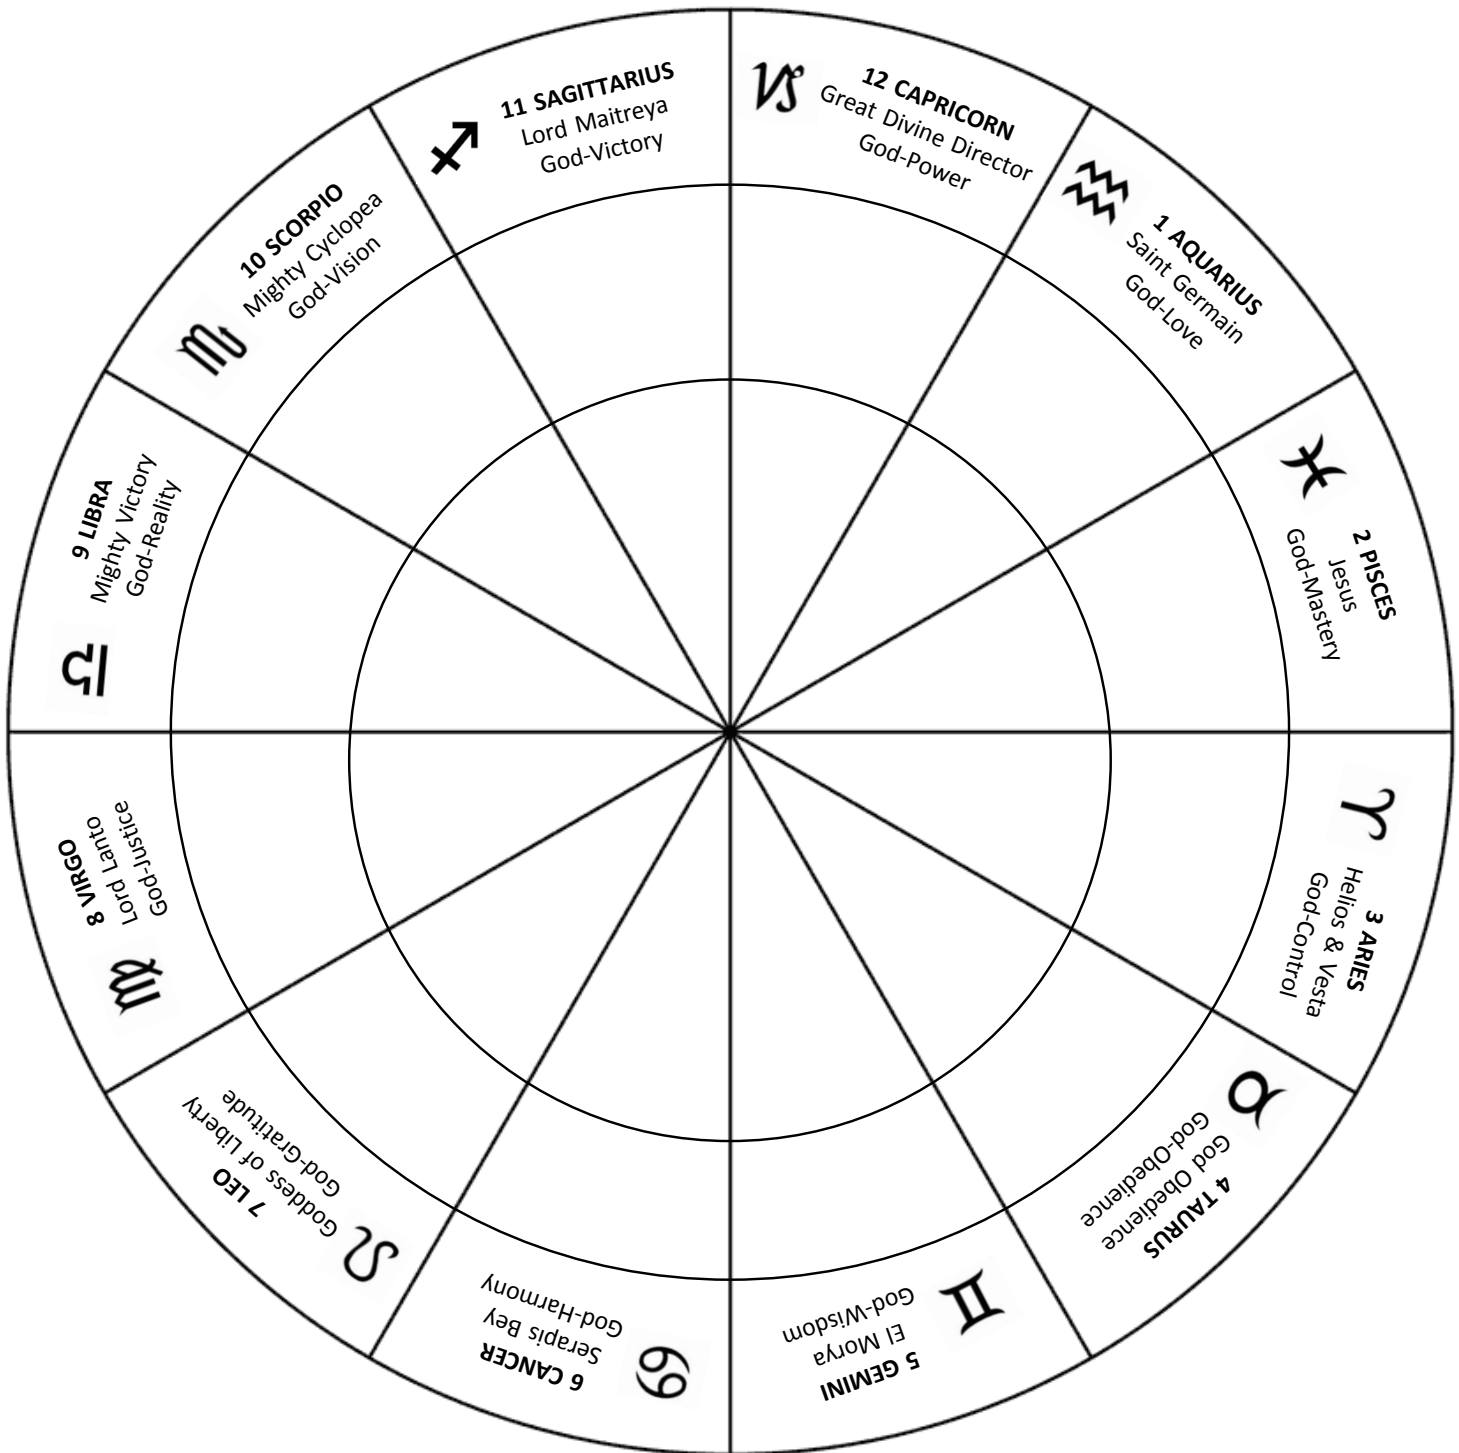 12 CAPRICORN
Great Divine Director
God-Power
1 AQUARIUS
Saint Germain
God-Love
2 PISCES
Jesus
God-Mastery
3 ARIES
Helios & Vesta
God-Control
4 TAURUS
God Obedience
God-Obedience
5 GEMINI
El Morya
God-Wisdom
6 CANCER
Serapis Bey
God-Harmony
7 LEO
Goddess of Liberty
God-Gratitude
8 VIRGO
Lord Lanto
God-Justice
9 LIBRA
Mighty Victory
God-Reality
10 SCORPIO
Mighty Cyclopea
God-Vision
11 SAGITTARIUS
Lord Maitreya
God-Victory